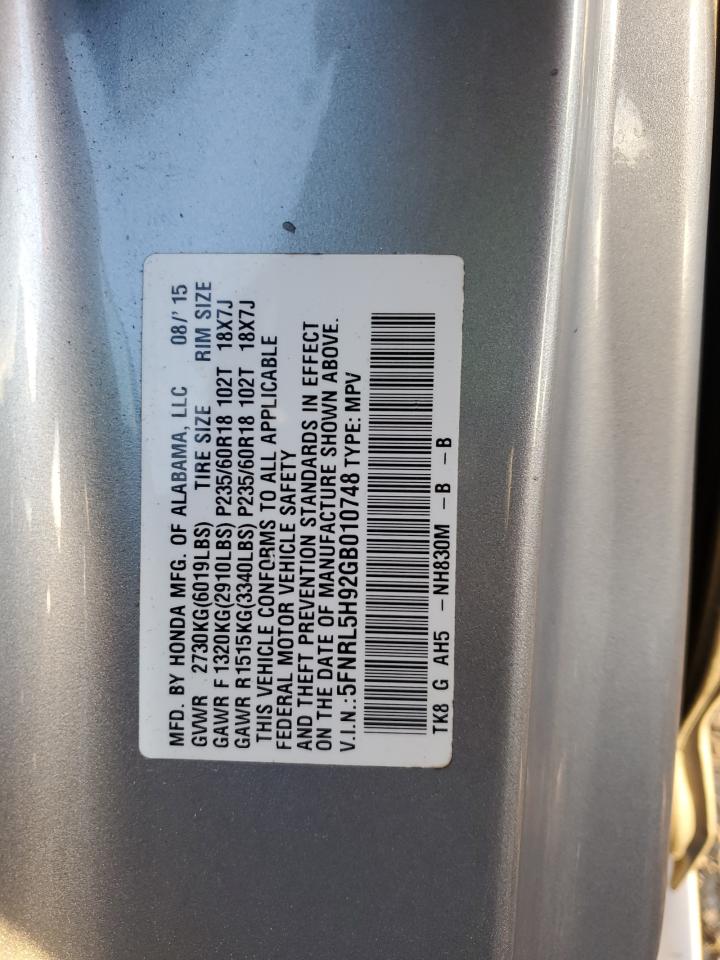 MFD. BY HONDA MFG. OF ALABAMA, LLC 08/' 15
GVWR 2730KG(6019LBS) TIRE SIZE RIM SIZE
GAWR F 1320KG(2910LBS) P235/60R18 102T 18X7J
GAWR R1515KG(3340LBS) P235/60R18 102T 18X7J
THIS VEHICLE CONFORMS TO ALL APPLICABLE
FEDERAL MOTOR VEHICLE SAFETY
AND THEFT PREVENTION STANDARDS IN EFFECT
ON THE DATE OF MANUFACTURE SHOWN ABOVE.
V.I.N.:5FNRL5H92GB010748 TYPE: MPV
TK8 G AH5 -NH830M -B -B